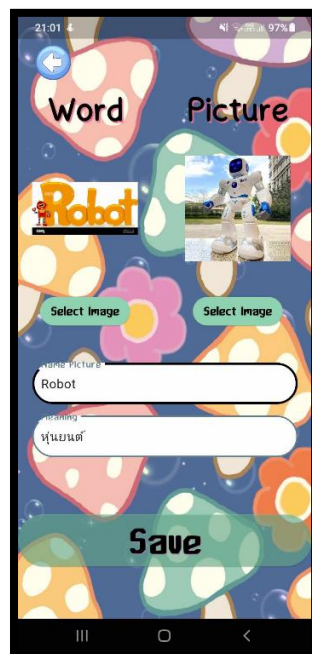 21:01 97%
Word Picture
Robot
Select Image Select Image
Name Picture
Robot
Meaning
หุ่นยนต์
Save